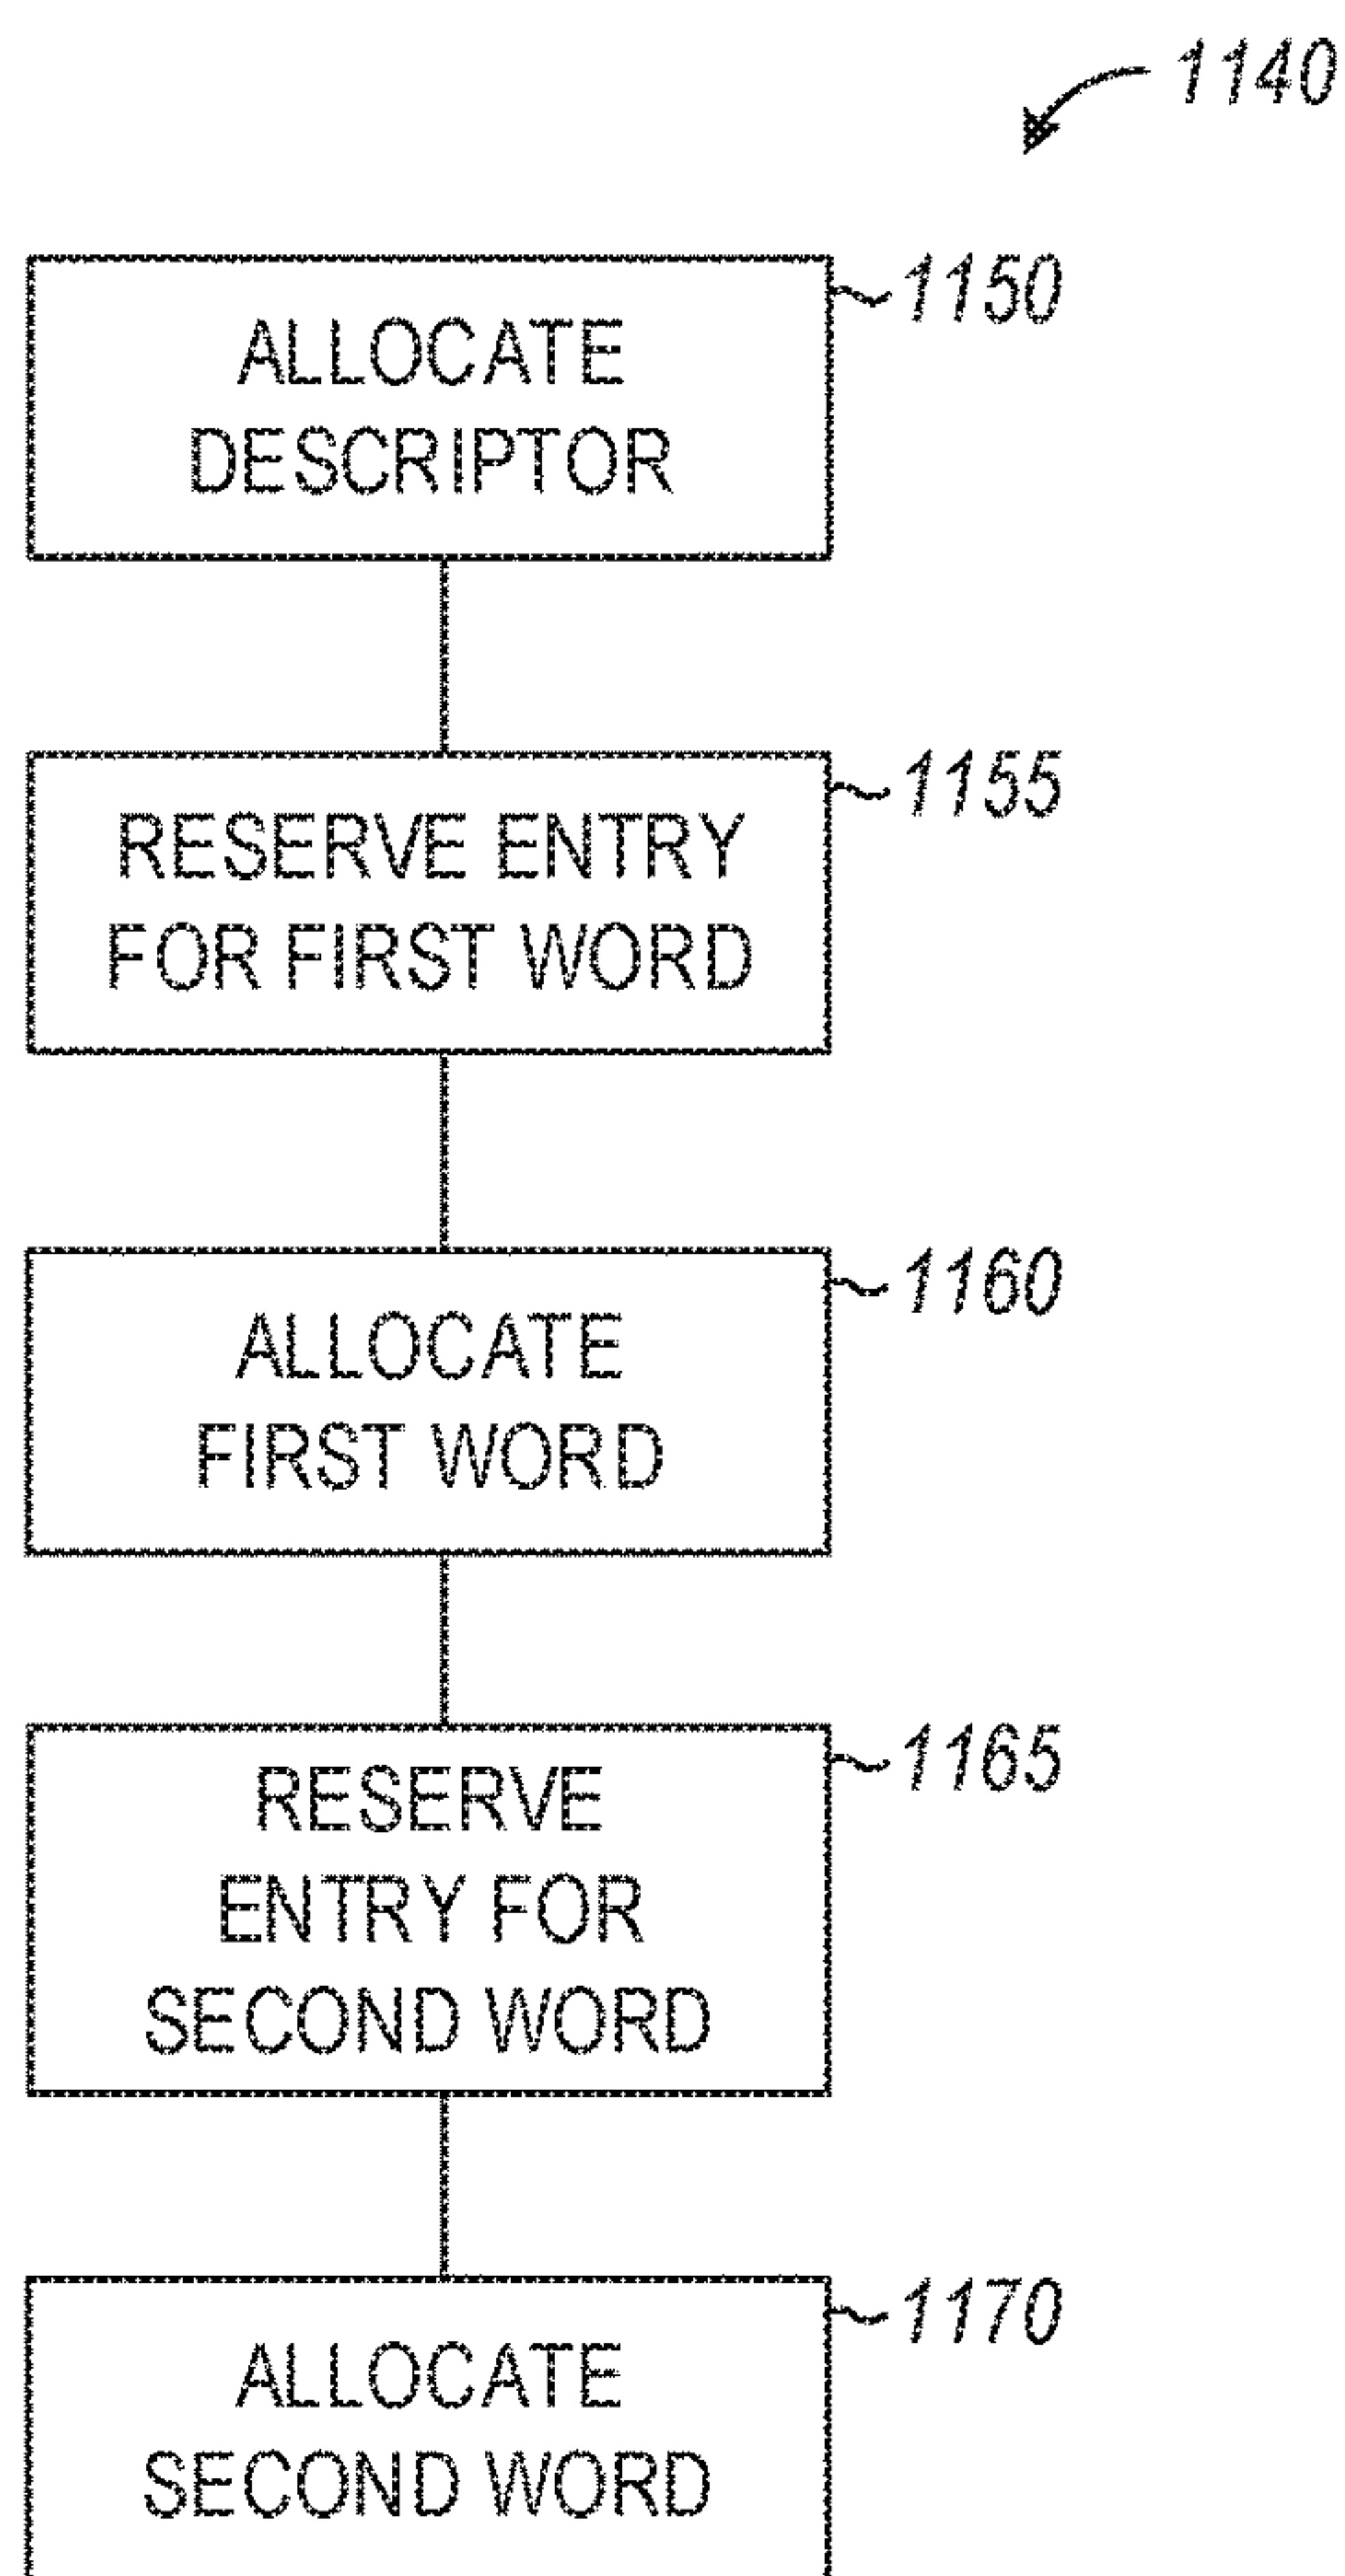 1140
ALLOCATE
DESCRIPTOR
1150
RESERVE ENTRY
FOR FIRST WORD
1155
ALLOCATE
FIRST WORD
1160
RESERVE
ENTRY FOR
SECOND WORD
1165
ALLOCATE
SECOND WORD
1170